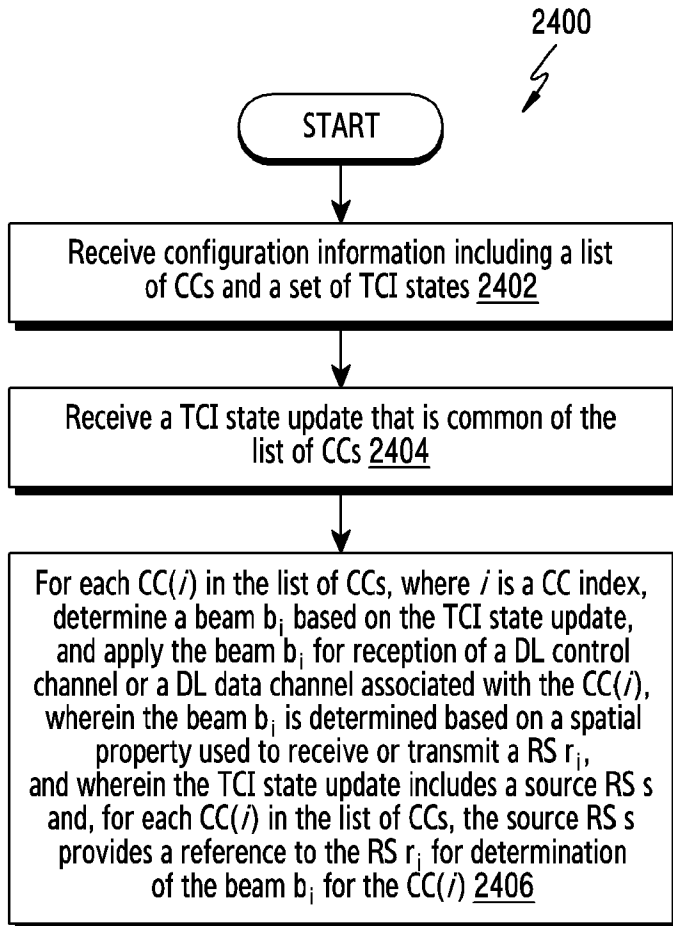 2400
START
Receive configuration information including a list
of CCs and a set of TCI states 2402
Receive a TCI state update that is common of the
list of CCs 2404
For each CC(i) in the list of CCs, where i is a CC index,
determine a beam bi based on the TCI state update,
and apply the beam bi for reception of a DL control
channel or a DL data channel associated with the CC(i),
wherein the beam bi is determined based on a spatial
property used to receive or transmit a RS ri,
and wherein the TCI state update includes a source RS s
and, for each CC(i) in the list of CCs, the source RS s
provides a reference to the RS ri for determination
of the beam bi for the CC(i) 2406